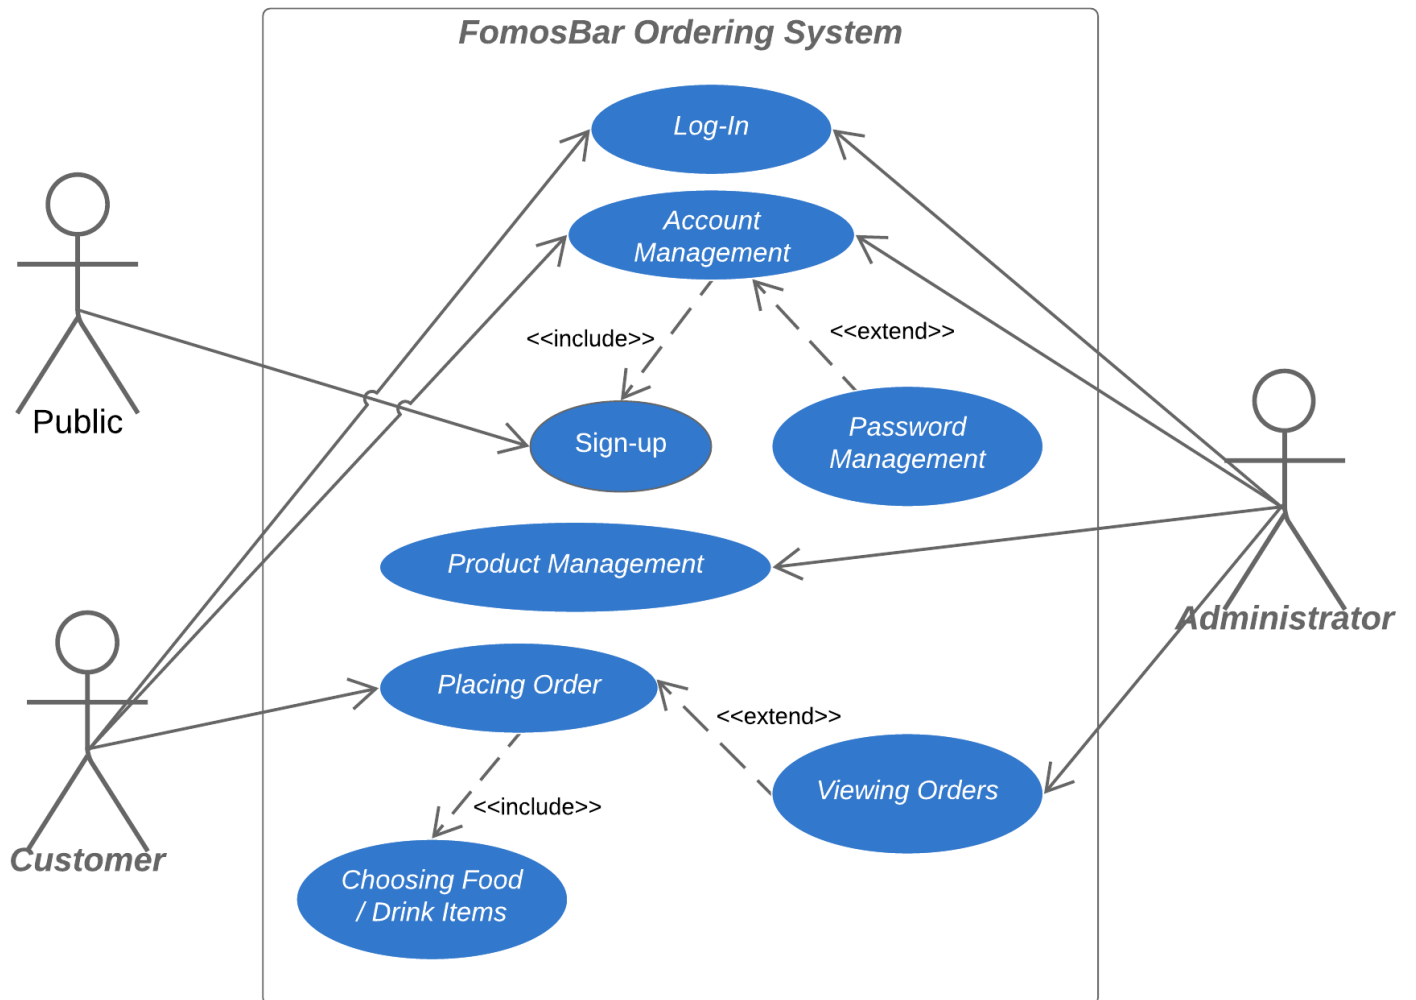 FomosBar Ordering System
Log-In
Account
Management
<<include>>
<<extend>>
Public
Sign-up
Password
Management
Product Management
Administrator
Placing Order
<<extend>>
Viewing Orders
<<include>>
Customer
Choosing Food
/ Drink Items